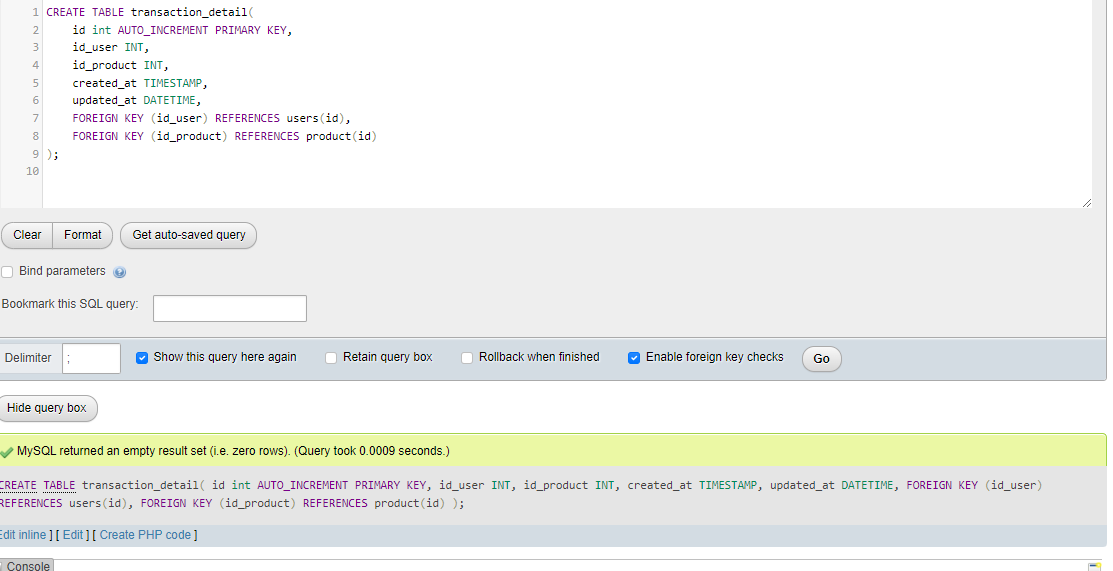 1 CREATE TABLE transaction_detail(
2 id int AUTO_INCREMENT PRIMARY KEY,
3 id_user INT,
4 id_product INT,
5 created_at TIMESTAMP,
6 updated_at DATETIME,
7 FOREIGN KEY (id_user) REFERENCES users(id),
8 FOREIGN KEY (id_product) REFERENCES product(id)
9 );
10
Clear Format Get auto-saved query
Bind parameters
Bookmark this SQL query:
Delimiter ; Show this query here again Retain query box Rollback when finished Enable foreign key checks Go
Hide query box
MySQL returned an empty result set (i.e. zero rows). (Query took 0.0009 seconds.)
CREATE TABLE transaction_detail( id int AUTO_INCREMENT PRIMARY KEY, id_user INT, id_product INT, created_at TIMESTAMP, updated_at DATETIME, FOREIGN KEY (id_user)
REFERENCES users(id), FOREIGN KEY (id_product) REFERENCES product(id) );
Edit inline ] [ Edit ] [ Create PHP code ]
Console